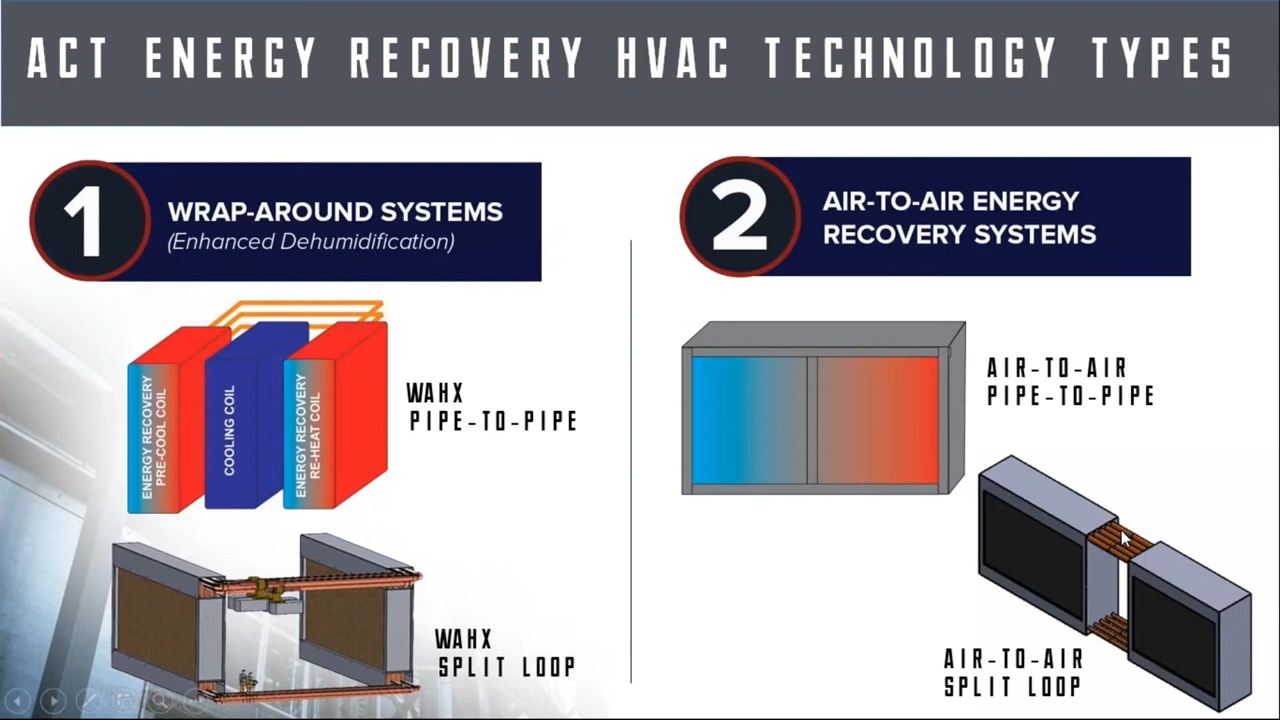 ACT ENERGY RECOVERY HVAC TECHNOLOGY TYPES
1
WRAP-AROUND SYSTEMS
(Enhanced Dehumidification)
ENERGY RECOVERY
PRE-COOL COIL
COOLING COIL
ENERGY RECOVERY
RE-HEAT COIL
WAHX
PIPE-TO-PIPE
WAHX
SPLIT LOOP
2
AIR-TO-AIR ENERGY
RECOVERY SYSTEMS
AIR-TO-AIR
PIPE-TO-PIPE
AIR-TO-AIR
SPLIT LOOP